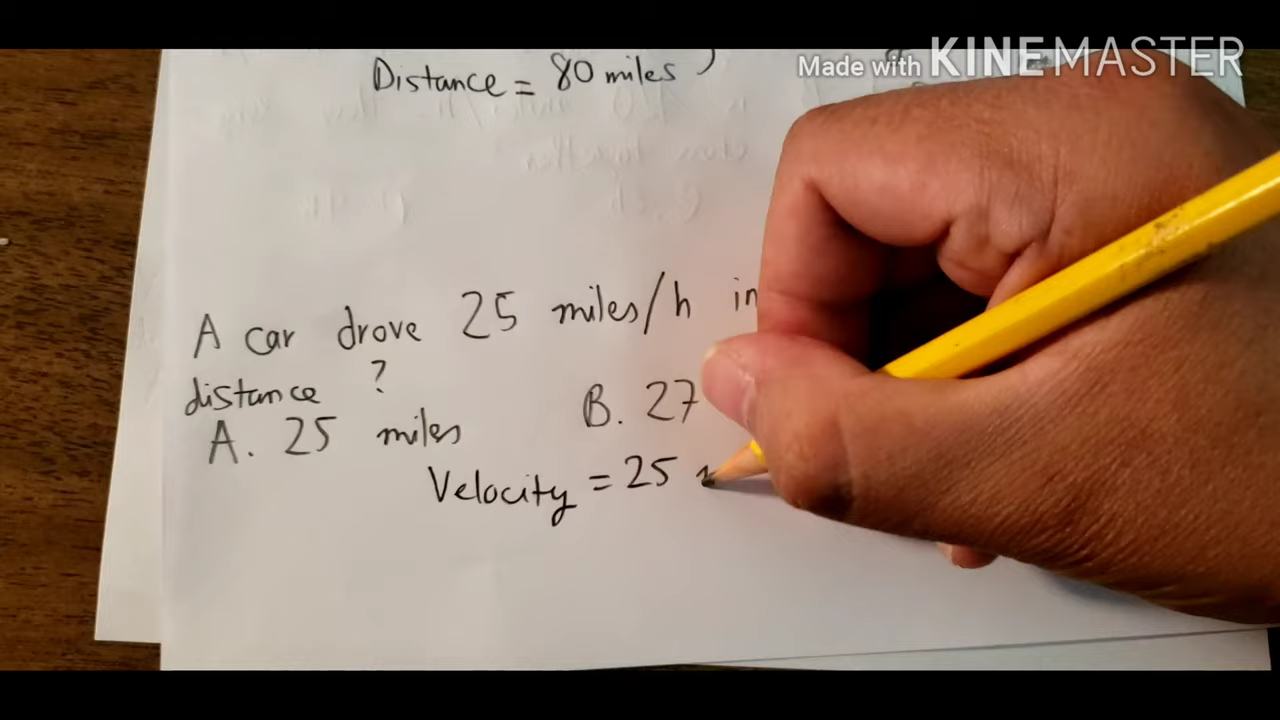 Distance = 80 miles
Made with KINEMASTER
A car drove 25 miles/h in
distance ?
A. 25 miles B. 27
Velocity = 25